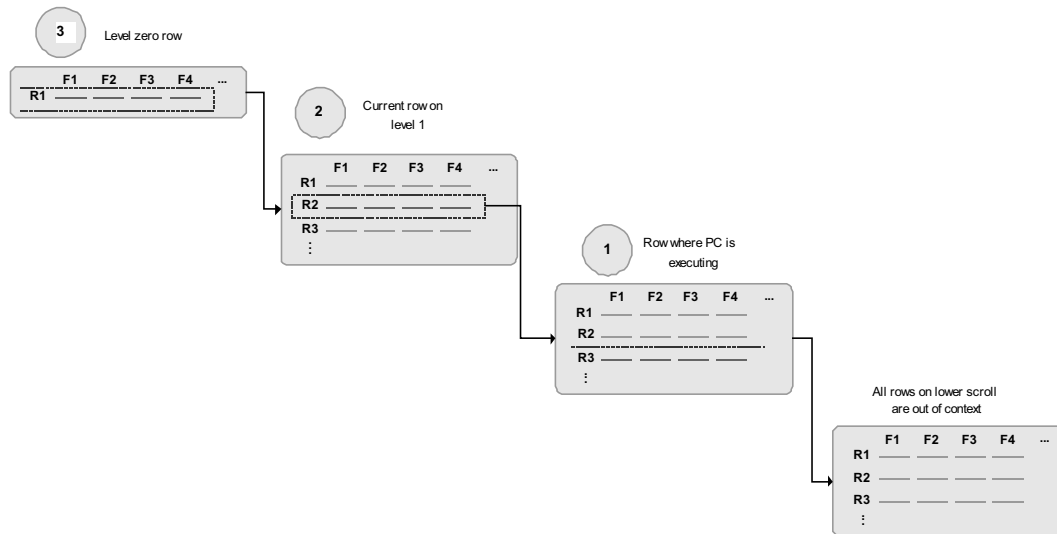 3
Level zero row
F1 F2 F3 F4 ...
R1
2
Current row on
level 1
F1 F2 F3 F4 ...
R1
R2
R3
⋮
1
Row where PC is
executing
F1 F2 F3 F4 ...
R1
R2
R3
⋮
All rows on lower scroll
are out of context
F1 F2 F3 F4 ...
R1
R2
R3
⋮